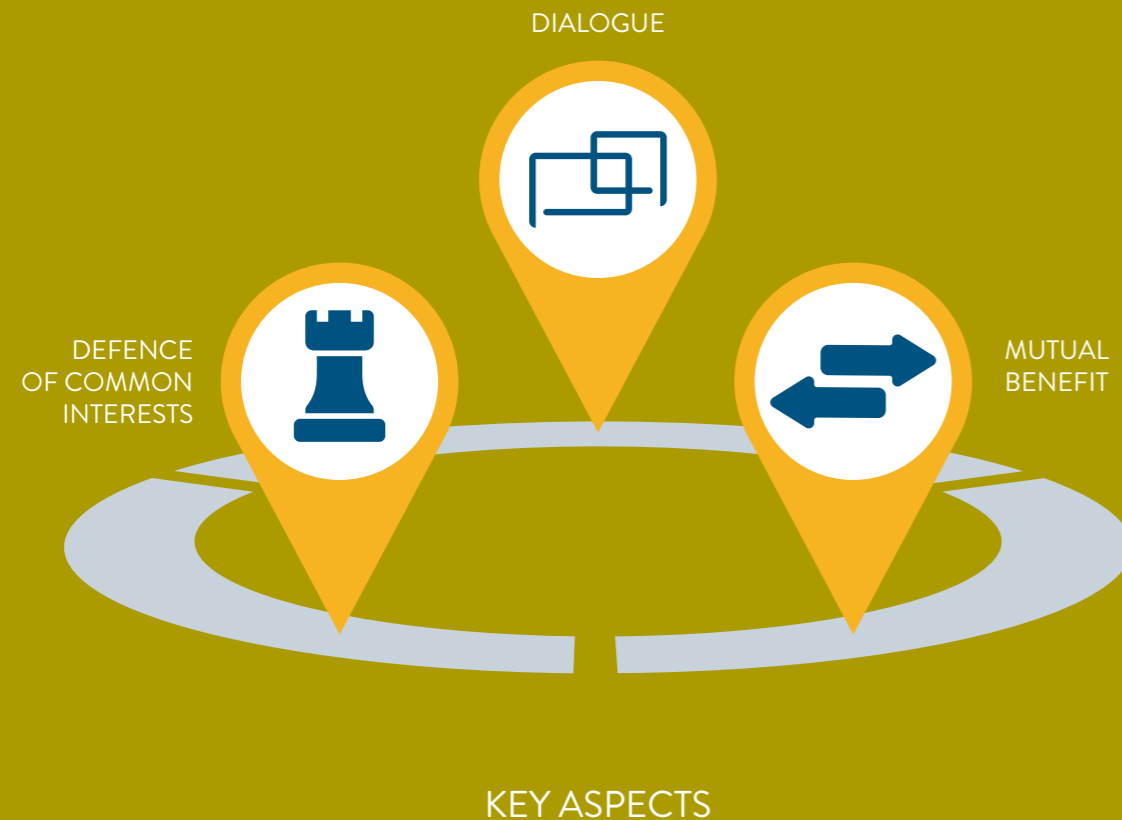 DIALOGUE
DEFENCE
OF COMMON
INTERESTS
MUTUAL
BENEFIT
KEY ASPECTS